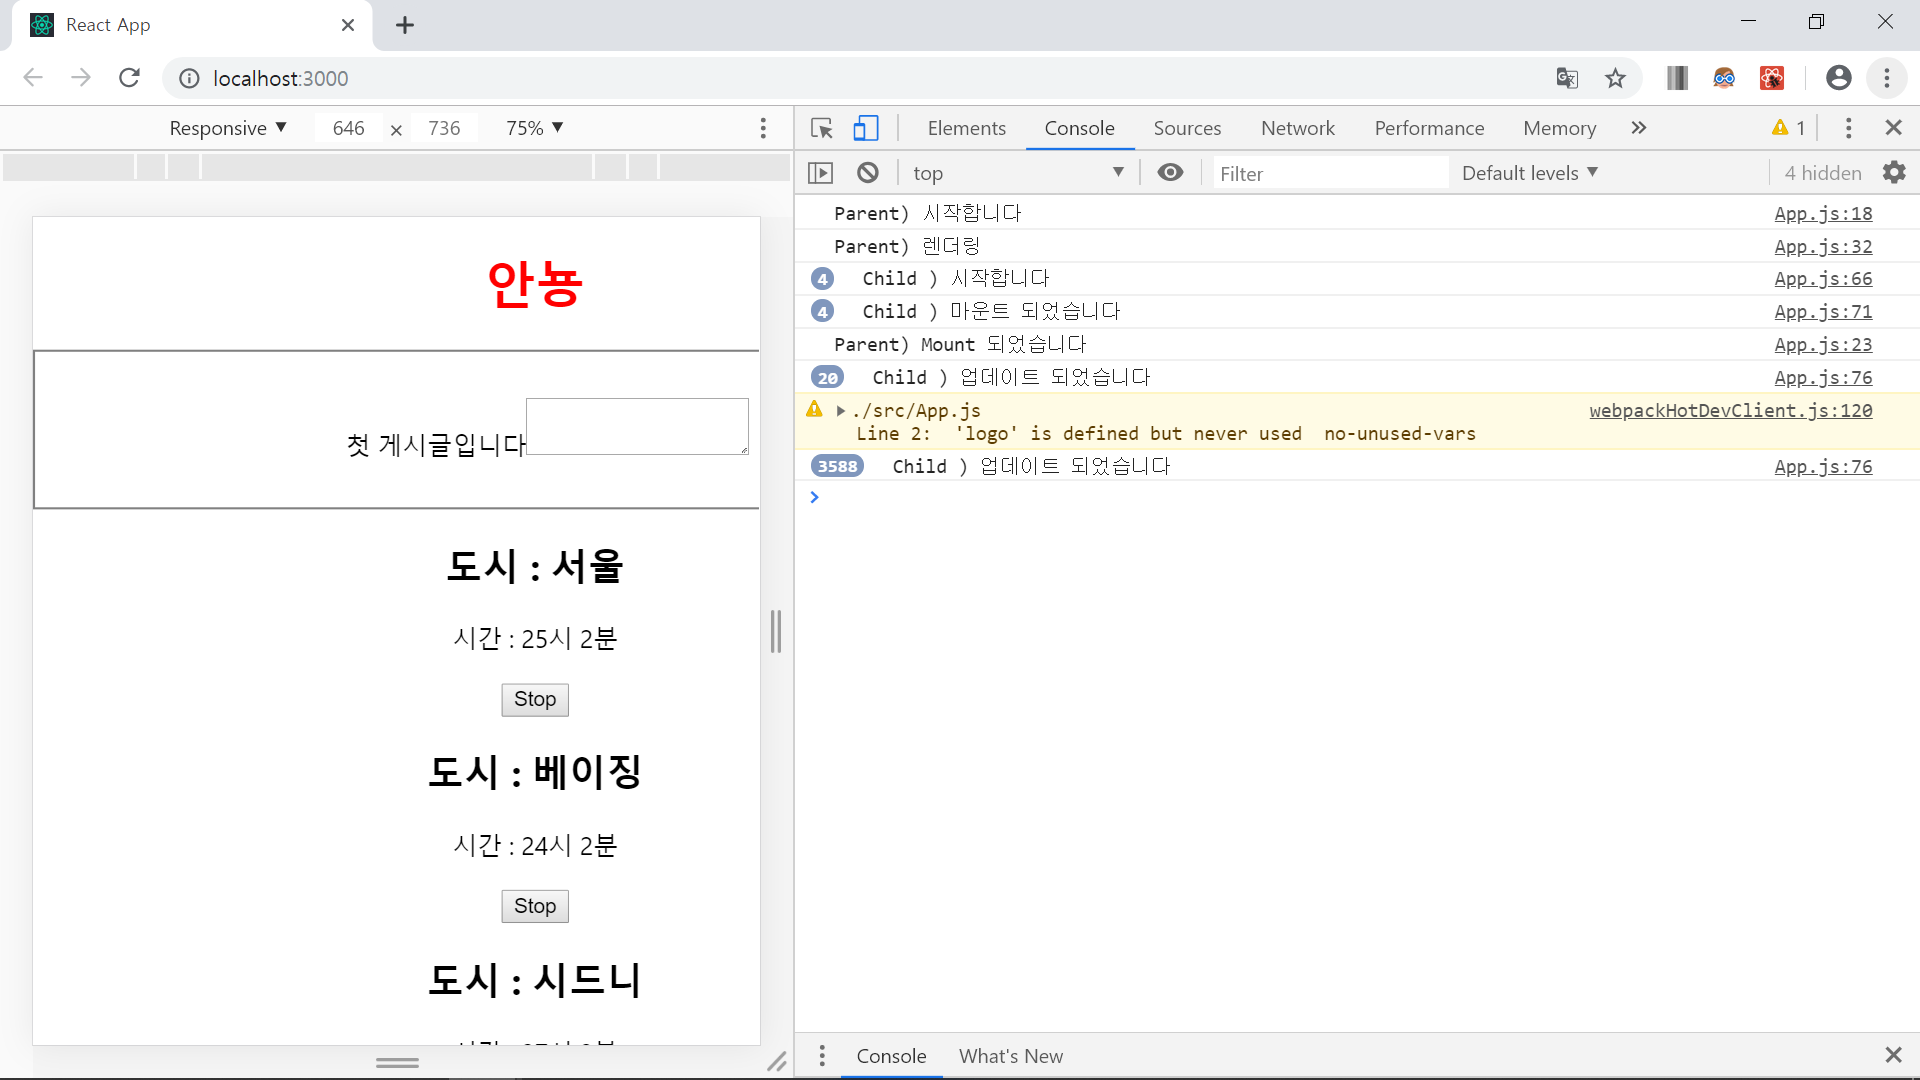 React App
localhost:3000
Responsive 646 × 736 75%
Elements Console Sources Network Performance Memory 1
top Filter Default levels 4 hidden
안뇽
첫 게시글입니다
도시 : 서울
시간 : 25시 2분
Stop
도시 : 베이징
시간 : 24시 2분
Stop
도시 : 시드니
Parent) 시작합니다 App.js:18
Parent) 렌더링 App.js:32
4 Child ) 시작합니다 App.js:66
4 Child ) 마운트 되었습니다 App.js:71
Parent) Mount 되었습니다 App.js:23
20 Child ) 업데이트 되었습니다 App.js:76
./src/App.js webpackHotDevClient.js:120
Line 2: 'logo' is defined but never used no-unused-vars
3588 Child ) 업데이트 되었습니다 App.js:76
Console What's New